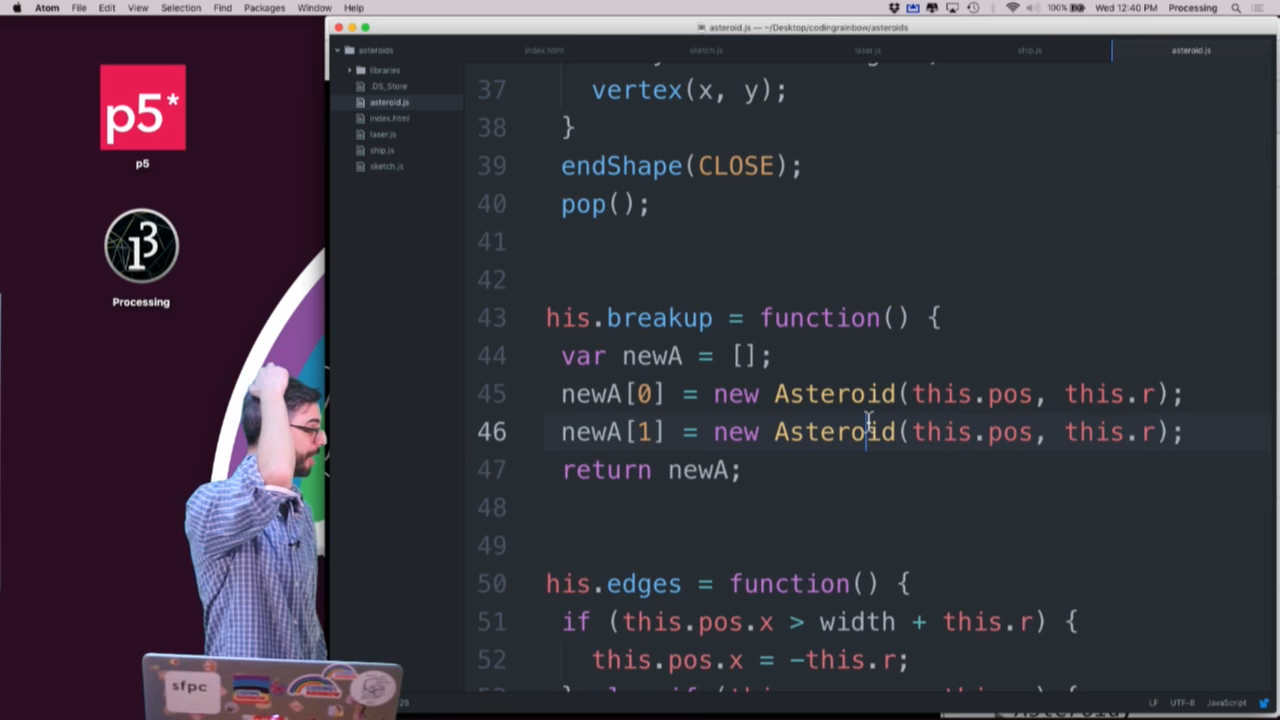 Atom File Edit View Selection Find Packages Window Help 100% Wed 12:40 PM Processing
asteroid.js — ~/Desktop/codingrainbow/asteroids
asteroids index.html sketch.js laser.js ship.js asteroid.js
libraries
.DS_Store
asteroid.js
index.html
laser.js
ship.js
sketch.js
p5*
p5
Processing
37 vertex(x, y);
38 }
39 endShape(CLOSE);
40 pop();
41
42
43 his.breakup = function() {
44 var newA = [];
45 newA[0] = new Asteroid(this.pos, this.r);
46 newA[1] = new Asteroid(this.pos, this.r);
47 return newA;
48
49
50 his.edges = function() {
51 if (this.pos.x > width + this.r) {
52 this.pos.x = -this.r;
sfpc
LF UTF-8 JavaScript